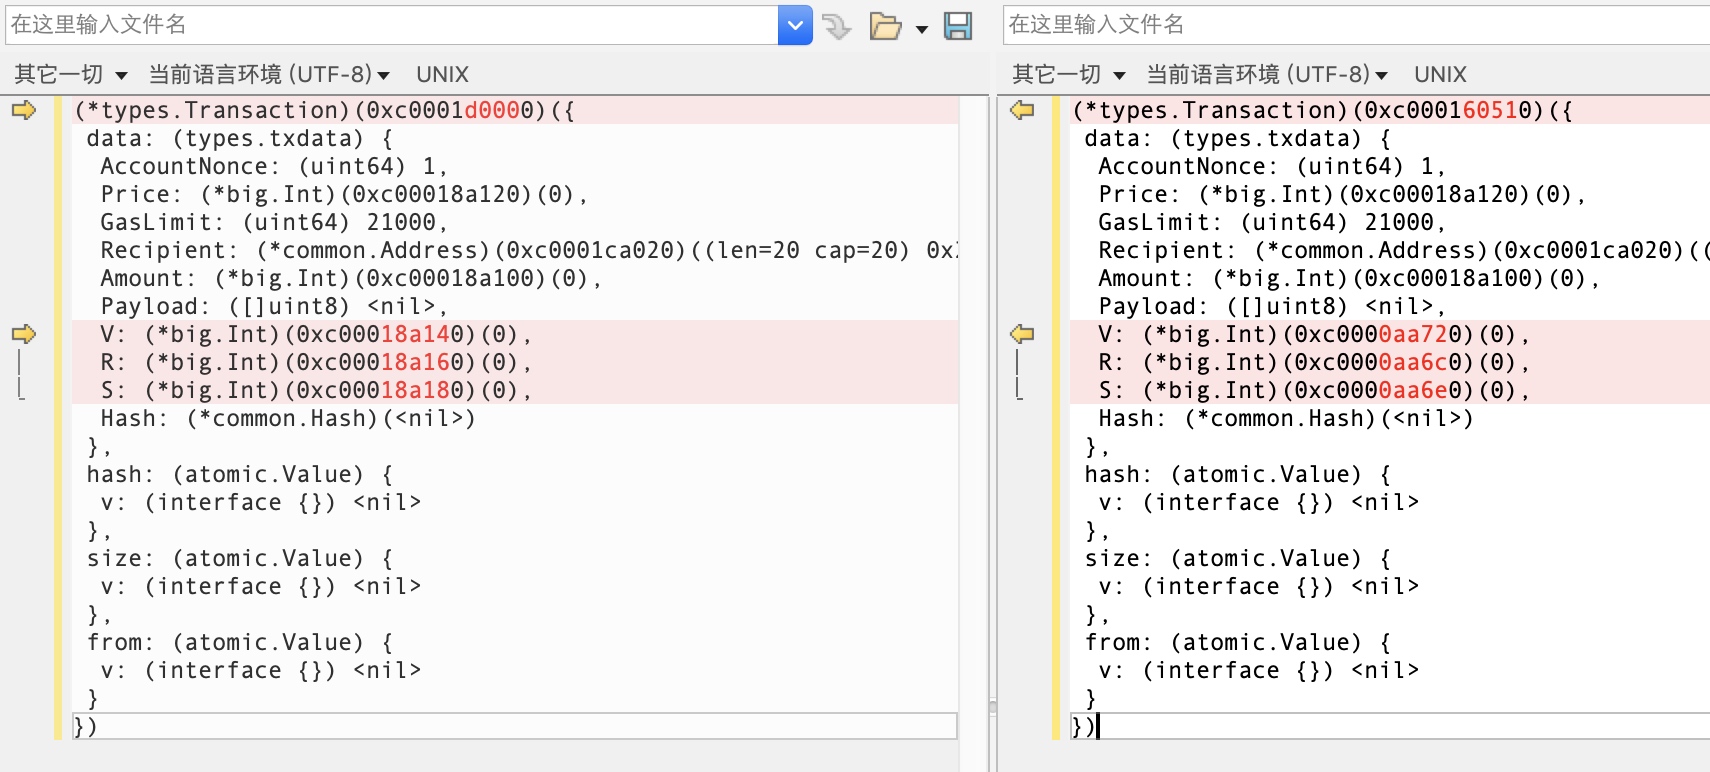 在这里输入文件名
其它一切 当前语言环境 (UTF-8) UNIX
(*types.Transaction)(0xc0001d0000)({
data: (types.txdata) {
AccountNonce: (uint64) 1,
Price: (*big.Int)(0xc00018a120)(0),
GasLimit: (uint64) 21000,
Recipient: (*common.Address)(0xc0001ca020)((len=20 cap=20) 0x
Amount: (*big.Int)(0xc00018a100)(0),
Payload: ([]uint8) <nil>,
V: (*big.Int)(0xc00018a140)(0),
R: (*big.Int)(0xc00018a160)(0),
S: (*big.Int)(0xc00018a180)(0),
Hash: (*common.Hash)(<nil>)
},
hash: (atomic.Value) {
v: (interface {}) <nil>
},
size: (atomic.Value) {
v: (interface {}) <nil>
},
from: (atomic.Value) {
v: (interface {}) <nil>
}
})
在这里输入文件名
其它一切 当前语言环境 (UTF-8) UNIX
(*types.Transaction)(0xc000160510)({
data: (types.txdata) {
AccountNonce: (uint64) 1,
Price: (*big.Int)(0xc00018a120)(0),
GasLimit: (uint64) 21000,
Recipient: (*common.Address)(0xc0001ca020)((
Amount: (*big.Int)(0xc00018a100)(0),
Payload: ([]uint8) <nil>,
V: (*big.Int)(0xc0000aa720)(0),
R: (*big.Int)(0xc0000aa6c0)(0),
S: (*big.Int)(0xc0000aa6e0)(0),
Hash: (*common.Hash)(<nil>)
},
hash: (atomic.Value) {
v: (interface {}) <nil>
},
size: (atomic.Value) {
v: (interface {}) <nil>
},
from: (atomic.Value) {
v: (interface {}) <nil>
}
})